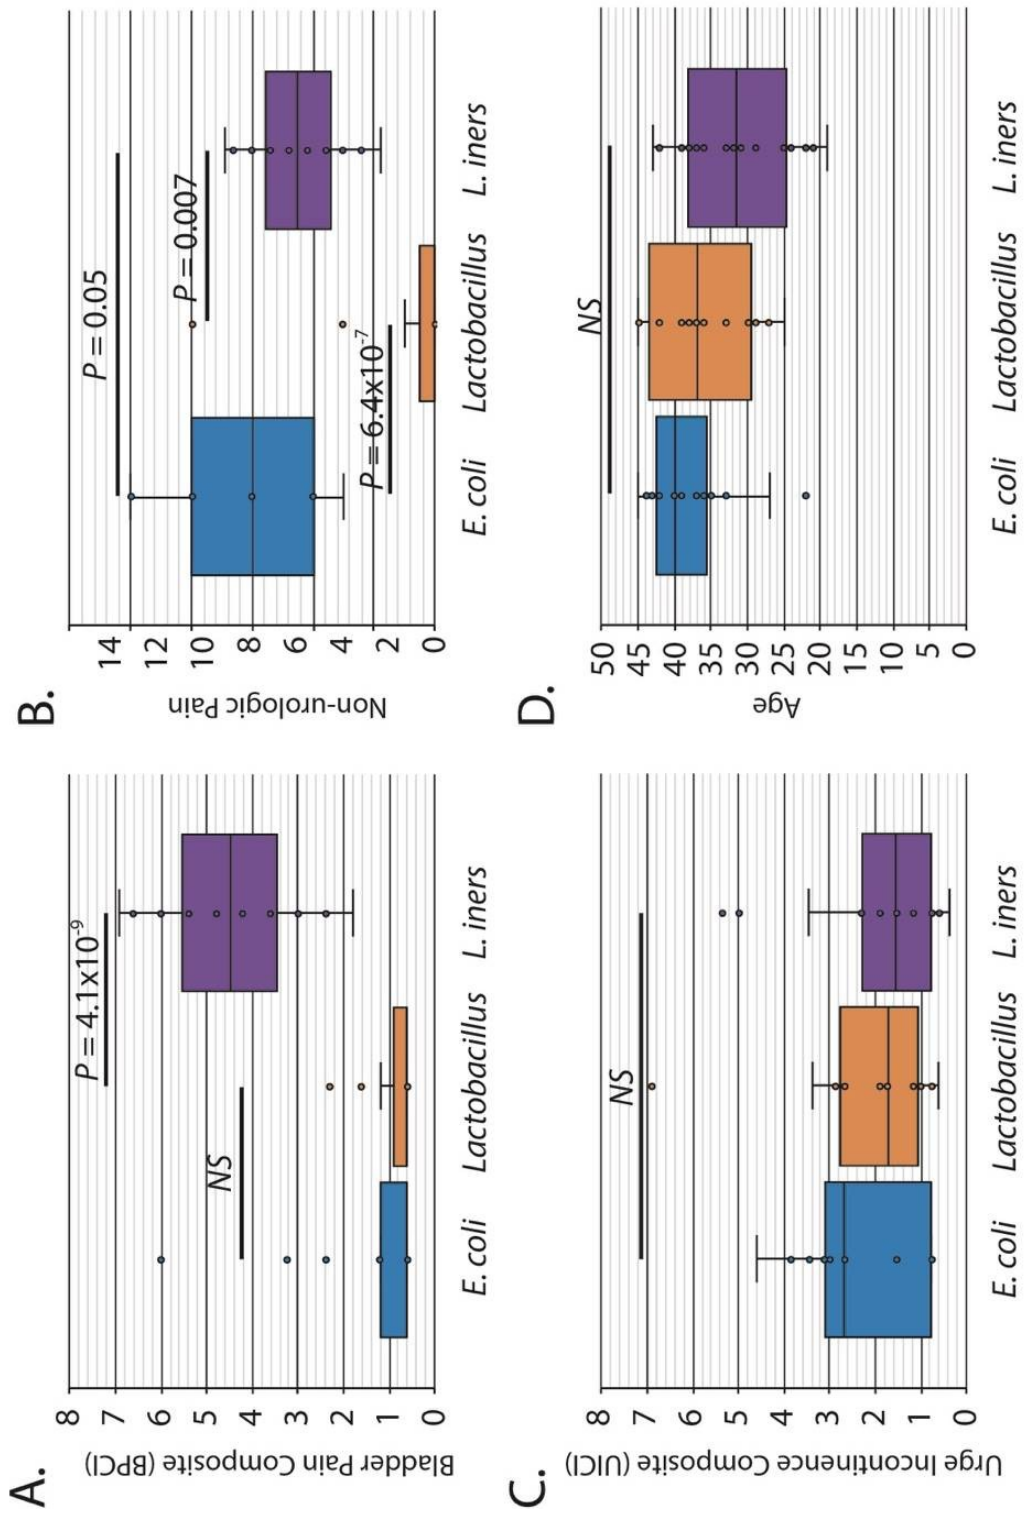 A.
Bladder Pain Composite (BPCI)
8
7
6
5
4
3
2
1
0
P = 4.1x10-9
NS
E. coli
Lactobacillus
L. iners
B.
Non-urologic Pain
14
12
10
8
6
4
2
0
P = 0.05
P = 0.007
P = 6.4x10-7
E. coli
Lactobacillus
L. iners
C.
Urge Incontinence Composite (UICI)
8
7
6
5
4
3
2
1
0
NS
E. coli
Lactobacillus
L. iners
D.
Age
50
45
40
35
30
25
20
15
10
5
0
NS
E. coli
Lactobacillus
L. iners